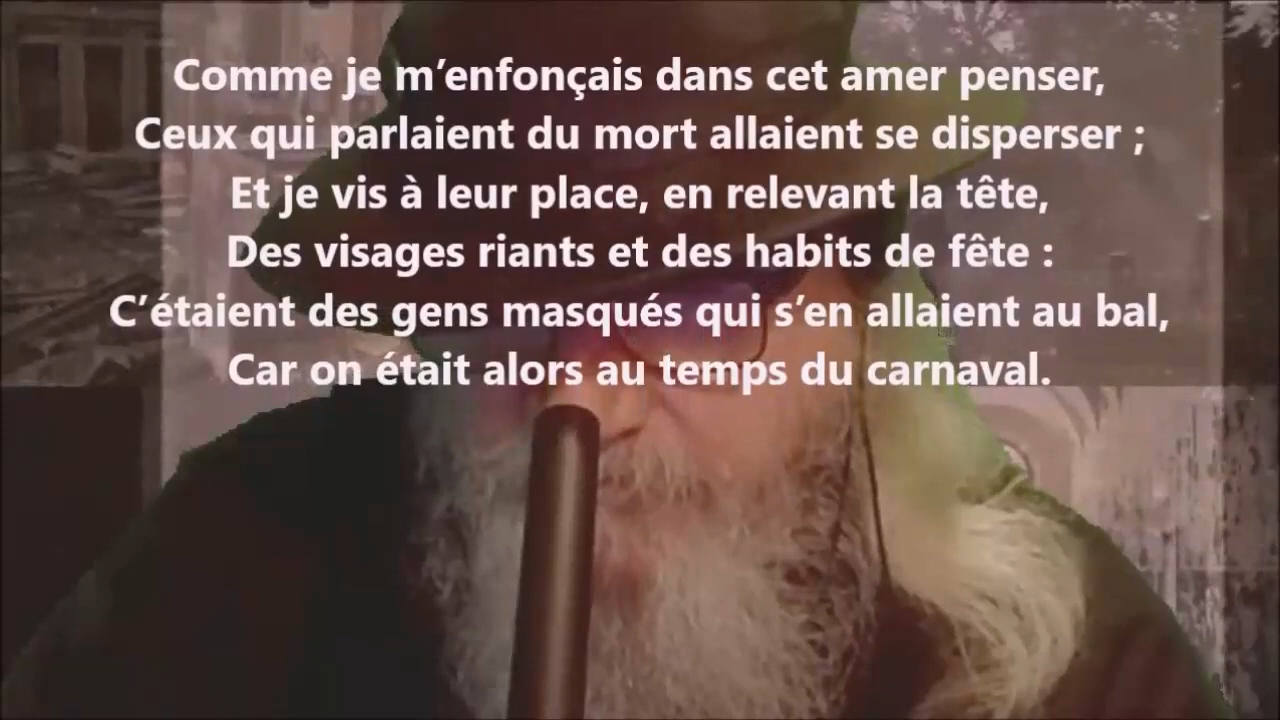 Comme je m’enfonçais dans cet amer penser,
Ceux qui parlaient du mort allaient se disperser ;
Et je vis à leur place, en relevant la tête,
Des visages riants et des habits de fête :
C’étaient des gens masqués qui s’en allaient au bal,
Car on était alors au temps du carnaval.